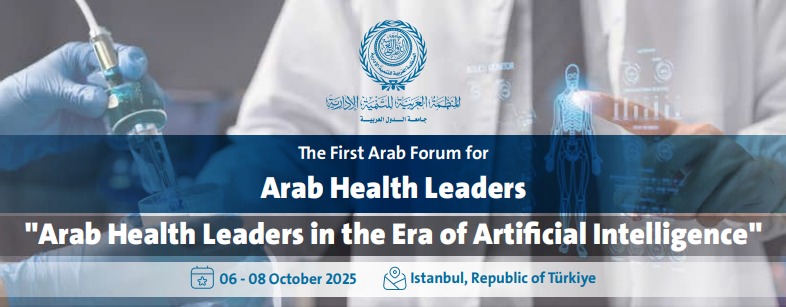 المنظمة العربية للتنمية الإدارية
جامعة الدول العربية
The First Arab Forum for
Arab Health Leaders
"Arab Health Leaders in the Era of Artificial Intelligence"
06 - 08 October 2025
Istanbul, Republic of Türkiye